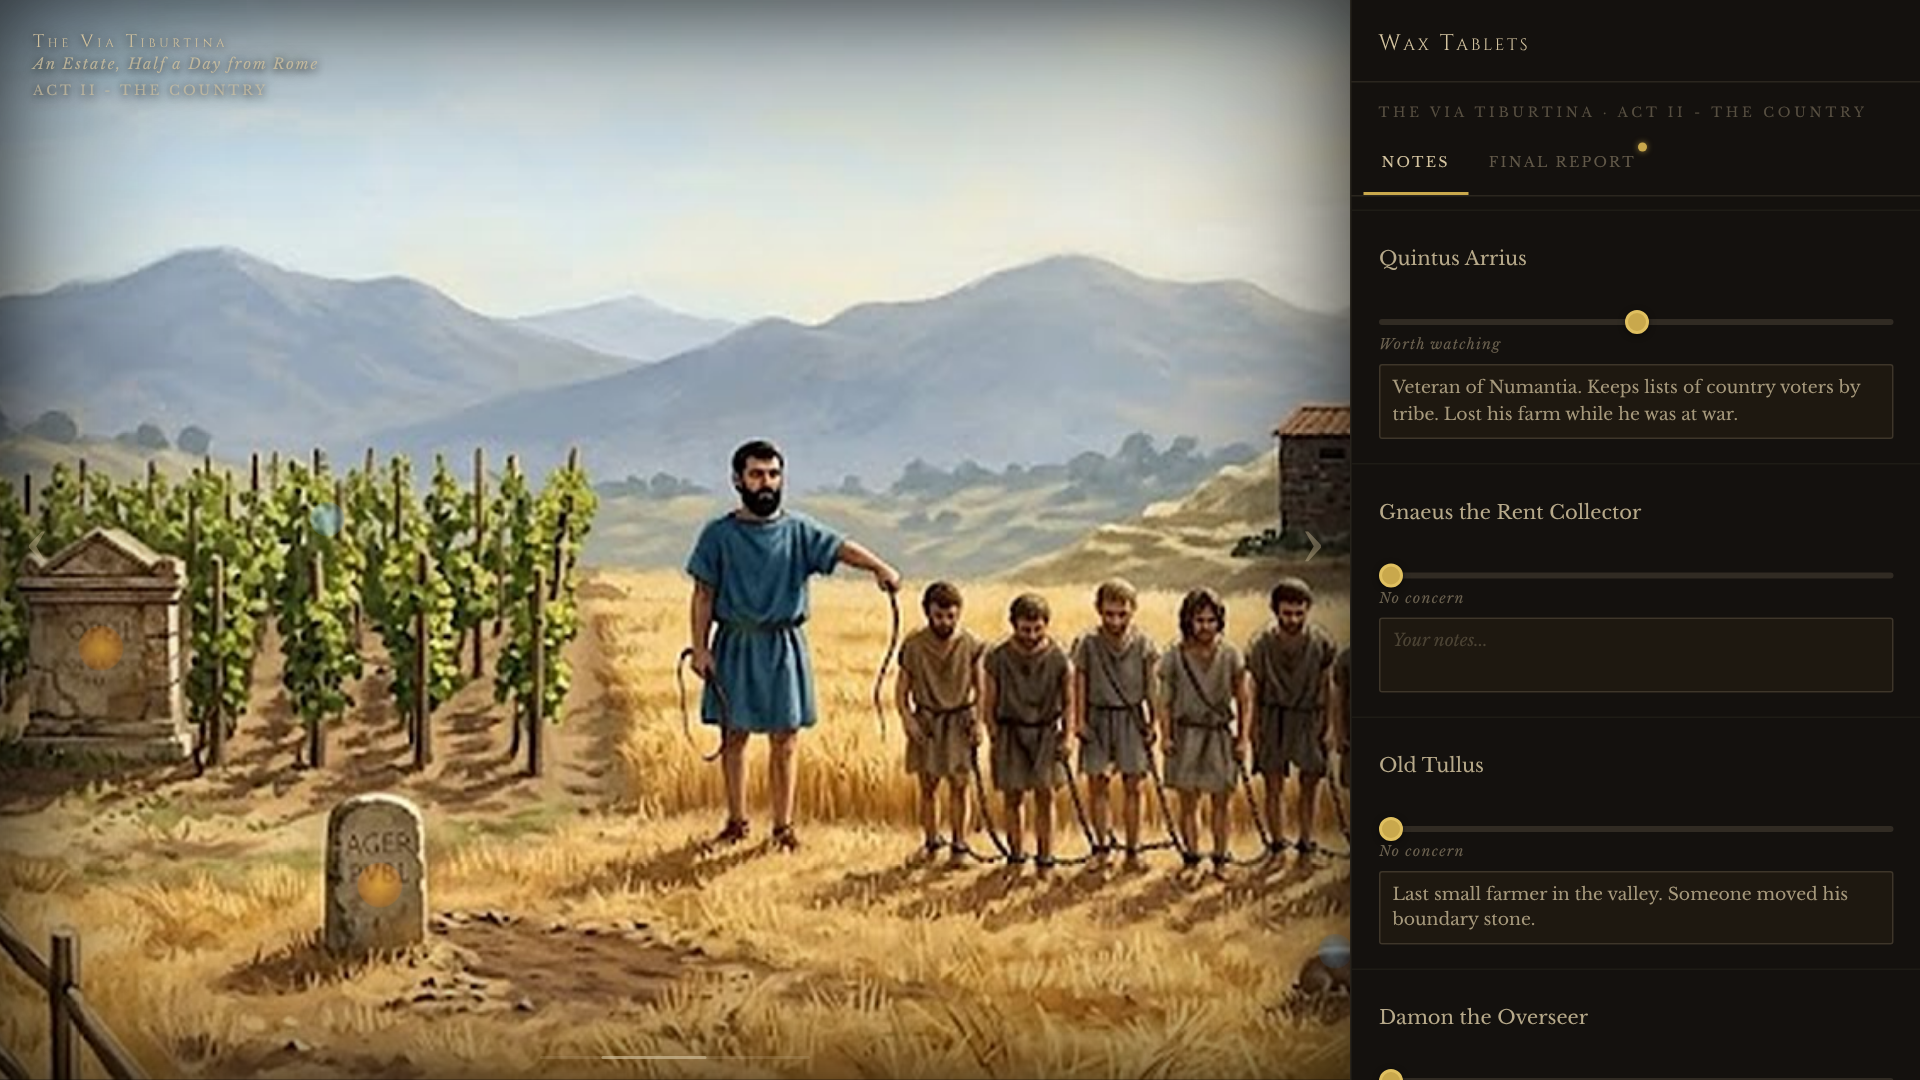 The Via Tiburtina
An Estate, Half a Day from Rome
ACT II - THE COUNTRY
AGER
PVBL
Wax Tablets
THE VIA TIBURTINA · ACT II - THE COUNTRY
NOTES
FINAL REPORT
Quintus Arrius
Worth watching
Veteran of Numantia. Keeps lists of country voters by
tribe. Lost his farm while he was at war.
Gnaeus the Rent Collector
No concern
Your notes...
Old Tullus
No concern
Last small farmer in the valley. Someone moved his
boundary stone.
Damon the Overseer